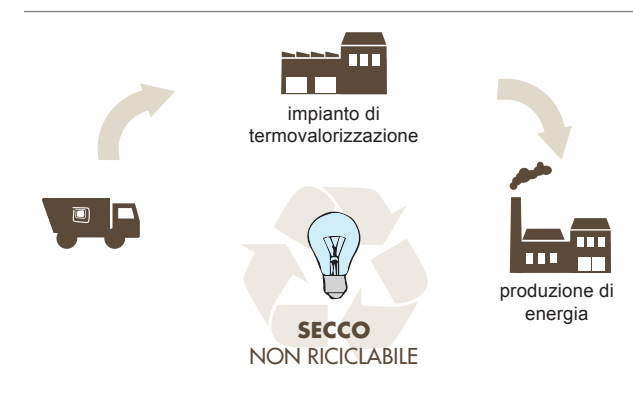 impianto di
termovalorizzazione
produzione di
energia
SECCO
NON RICICLABILE